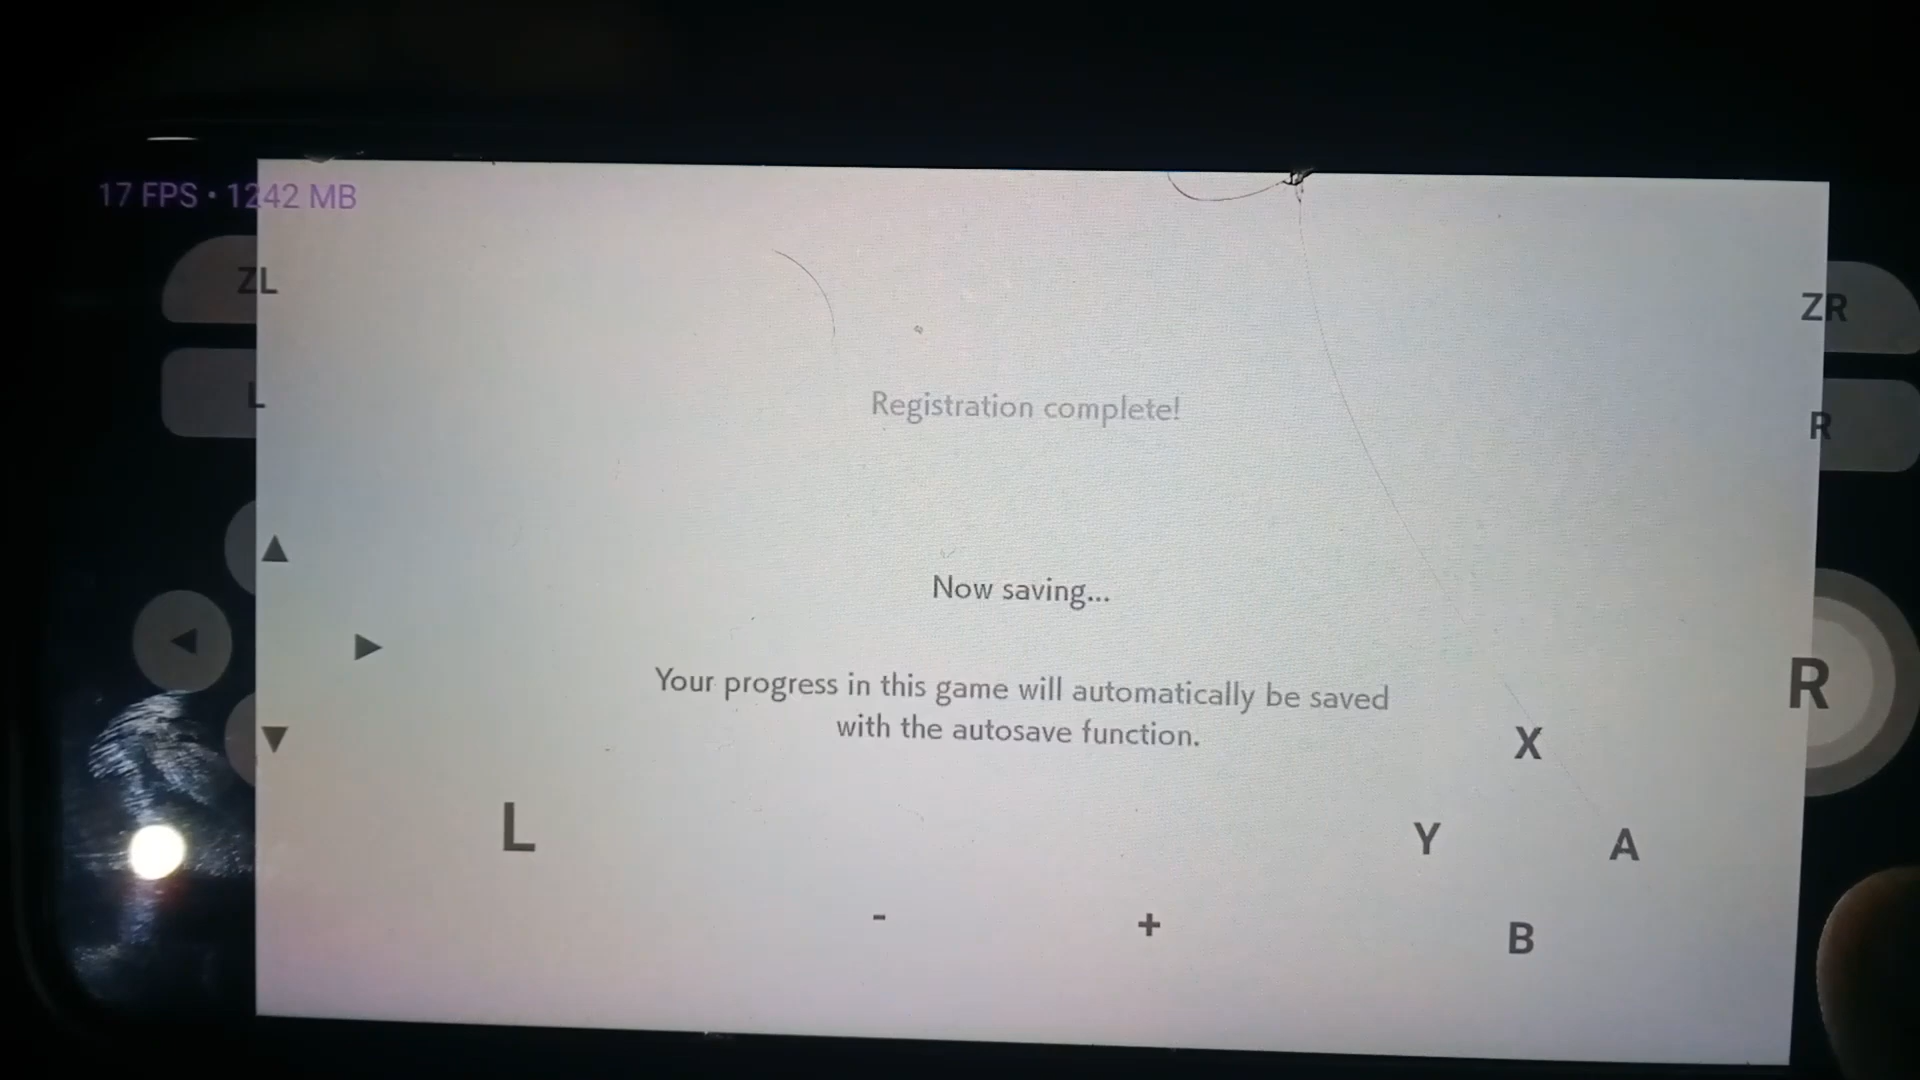 17 FPS • 1242 MB
ZL
ZR
L
R
Registration complete!
Now saving...
Your progress in this game will automatically be saved
with the autosave function.
R
X
L
Y
A
-
+
B